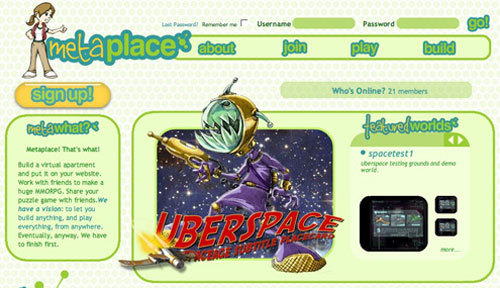 Lost Password? Remember me Username Password go!
metaplace
about join play build
sign up!
Who's Online? 21 members
metawhat?
Metaplace! That's what!
Build a virtual apartment
and put it on your website.
Work with friends to make a
huge MMORPG. Share your
puzzle game with friends. We
have a vision: to let you
build anything, and play
everything, from anywhere.
Eventually, anyway. We have
to finish first.
UBERSPACE
SPACEAGE SUBTITLE PLACECARD
featuredworlds
spacetest1
uberspace testing grounds and demo
world.
more...